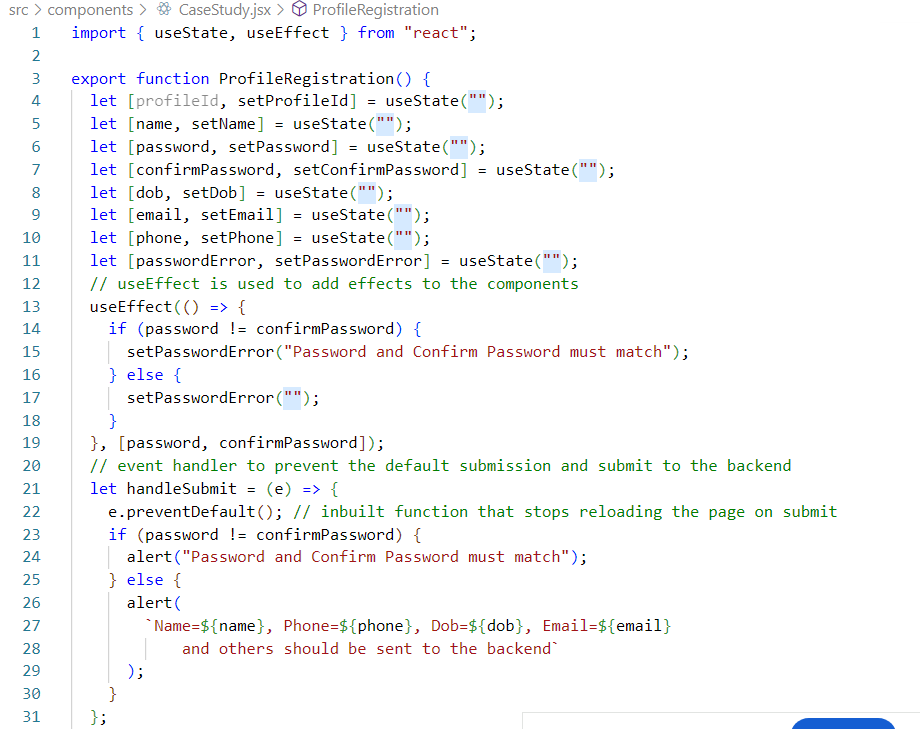 src > components > CaseStudy.jsx > ProfileRegistration
1 import { useState, useEffect } from "react";
2
3 export function ProfileRegistration() {
4   let [profileId, setProfileId] = useState("");
5   let [name, setName] = useState("");
6   let [password, setPassword] = useState("");
7   let [confirmPassword, setConfirmPassword] = useState("");
8   let [dob, setDob] = useState("");
9   let [email, setEmail] = useState("");
10   let [phone, setPhone] = useState("");
11   let [passwordError, setPasswordError] = useState("");
12   // useEffect is used to add effects to the components
13   useEffect(() => {
14     if (password != confirmPassword) {
15       setPasswordError("Password and Confirm Password must match");
16     } else {
17       setPasswordError("");
18     }
19   }, [password, confirmPassword]);
20   // event handler to prevent the default submission and submit to the backend
21   let handleSubmit = (e) => {
22     e.preventDefault(); // inbuilt function that stops reloading the page on submit
23     if (password != confirmPassword) {
24       alert("Password and Confirm Password must match");
25     } else {
26       alert(
27         `Name=${name}, Phone=${phone}, Dob=${dob}, Email=${email}
28             and others should be sent to the backend`
29       );
30     }
31   };